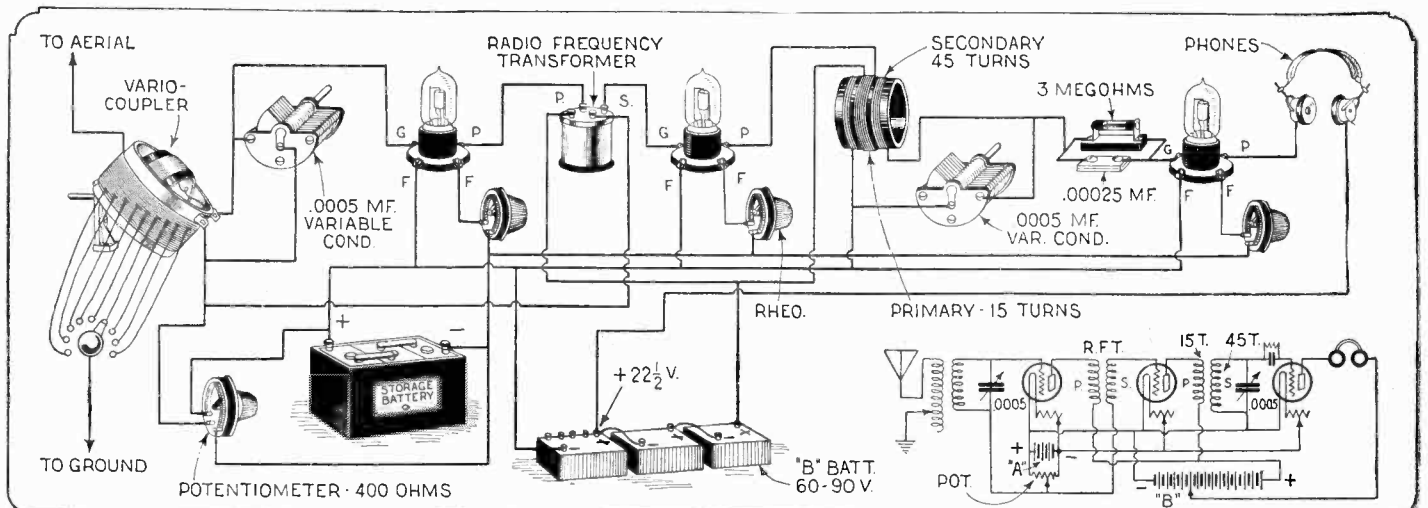 TO AERIAL
VARIO-
COUPLER
.0005 MF.
VARIABLE
COND.
G
P
F
F
RADIO FREQUENCY
TRANSFORMER
P.
S.
G
P
F
F
RHEO.
SECONDARY
45 TURNS
PRIMARY - 15 TURNS
.0005 MF.
VAR. COND.
3 MEGOHMS
.00025 MF.
G
P
F
F
PHONES
+
-
STORAGE
BATTERY
TO GROUND
POTENTIOMETER - 400 OHMS
+22½ V.
"B" BATT.
60-90 V.
R.F.T.
15 T.
45 T.
.0005
P.
S.
P
S
.0005
+
"A"
-
POT.
-
"B"
+